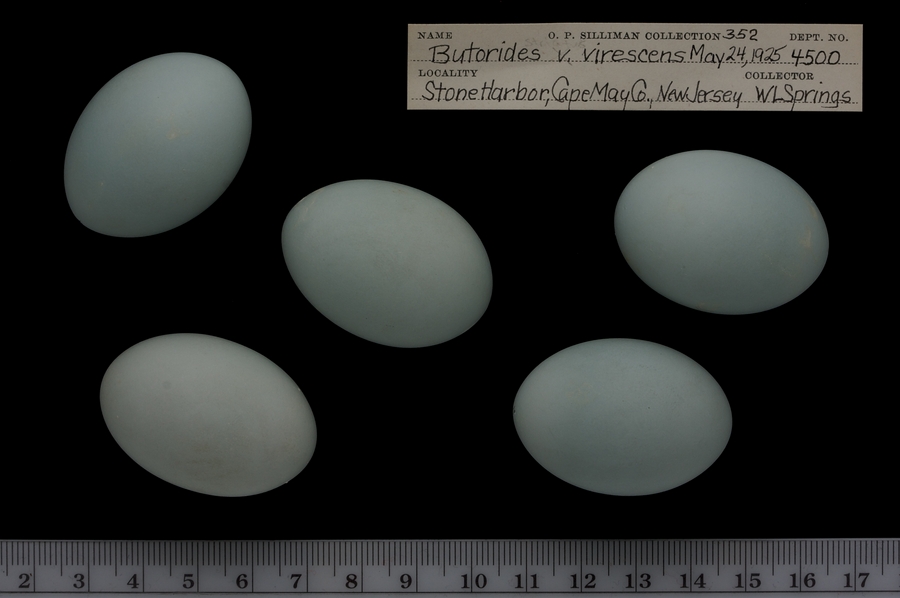 NAME O. P. SILLIMAN COLLECTION 352 DEPT. NO.
Butorides v. virescens May 24, 1925 4500
LOCALITY COLLECTOR
Stone Harbor, Cape May Co., New Jersey W L Springs
2 3 4 5 6 7 8 9 10 11 12 13 14 15 16 17